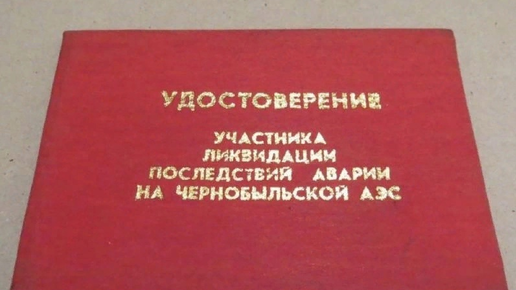 УДОСТОВЕРЕНИЕ
УЧАСТНИКА
ЛИКВИДАЦИИ
ПОСЛЕДСТВИЙ АВАРИИ
НА ЧЕРНОБЫЛЬСКОЙ АЭС